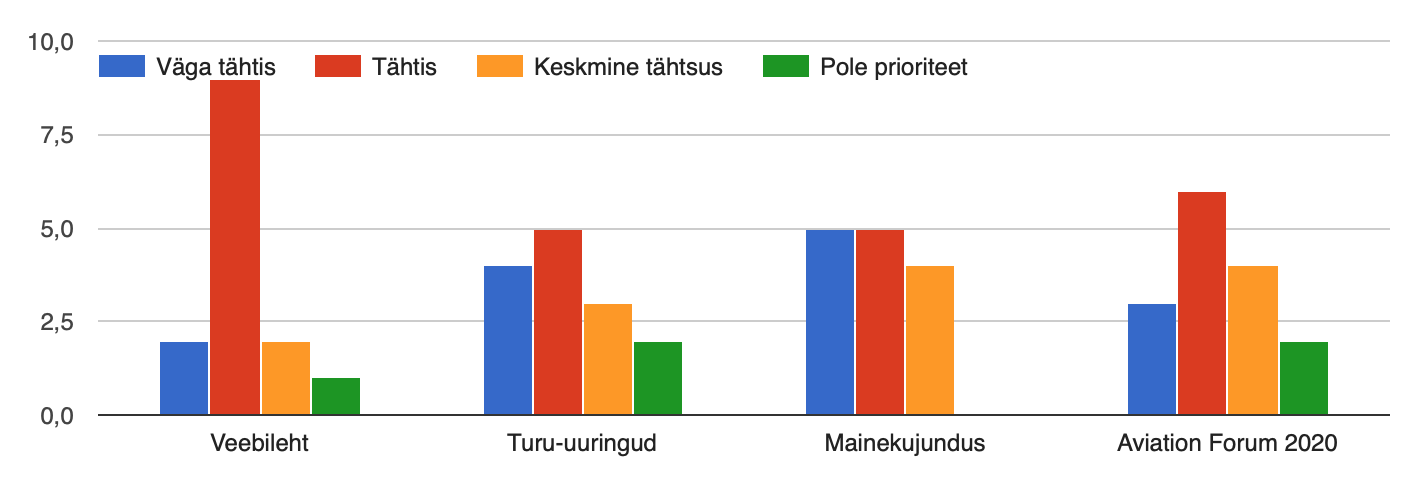 10,0
Väga tähtis Tähtis Keskmine tähtsus Pole prioriteet
7,5
5,0
2,5
0,0
Veebileht Turu-uuringud Mainekujundus Aviation Forum 2020